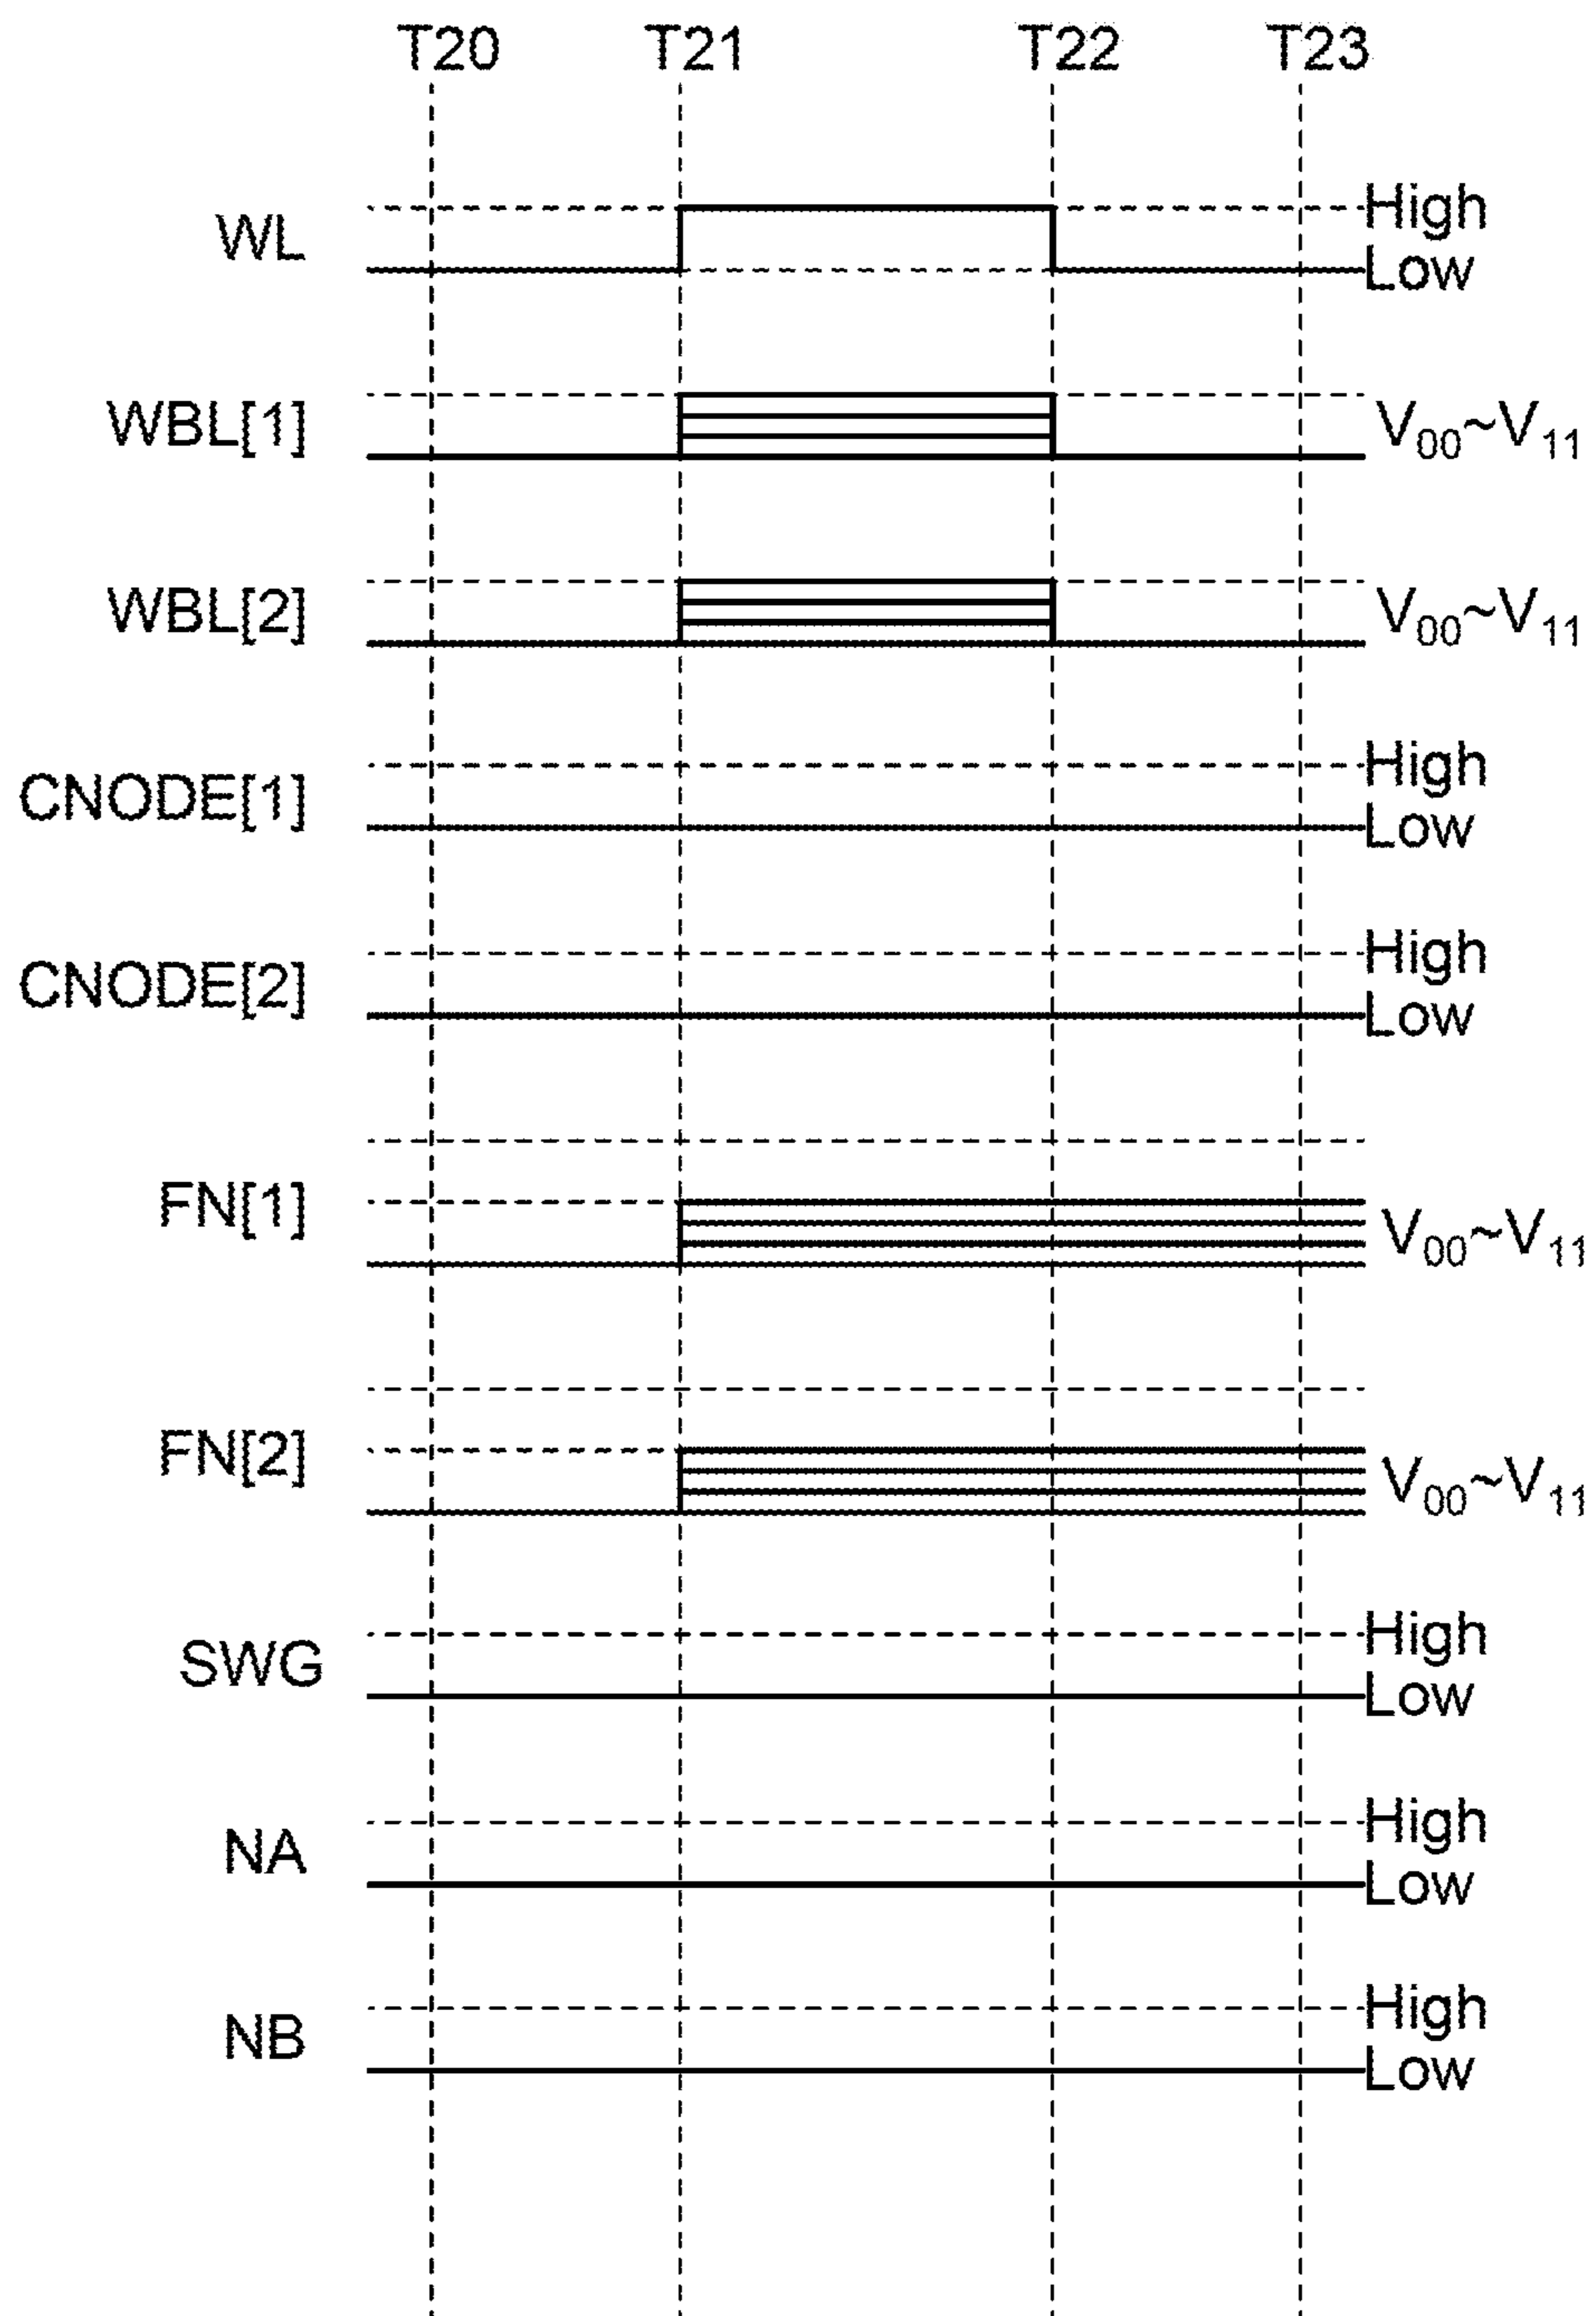 T20 T21 T22 T23
WL High
Low
WBL[1] V00~V11
WBL[2] V00~V11
CNODE[1] High
Low
CNODE[2] High
Low
FN[1] V00~V11
FN[2] V00~V11
SWG High
Low
NA High
Low
NB High
Low